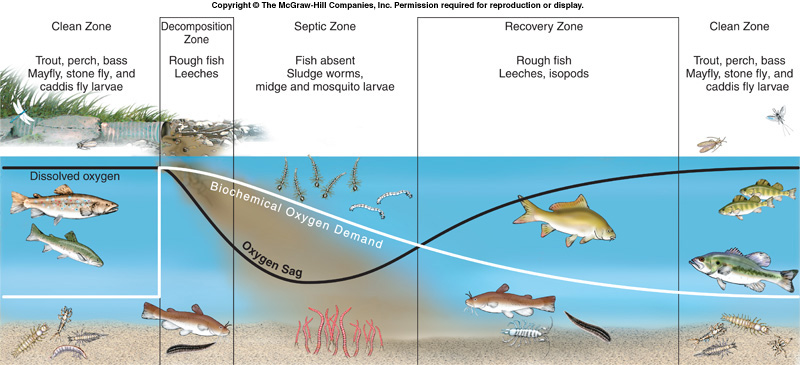 Copyright © The McGraw-Hill Companies, Inc. Permission required for reproduction or display.
Clean Zone
Trout, perch, bass
Mayfly, stone fly, and
caddis fly larvae
Decomposition
Zone
Rough fish
Leeches
Septic Zone
Fish absent
Sludge worms,
midge and mosquito larvae
Recovery Zone
Rough fish
Leeches, isopods
Clean Zone
Trout, perch, bass
Mayfly, stone fly, and
caddis fly larvae
Dissolved oxygen
Biochemical Oxygen Demand
Oxygen Sag